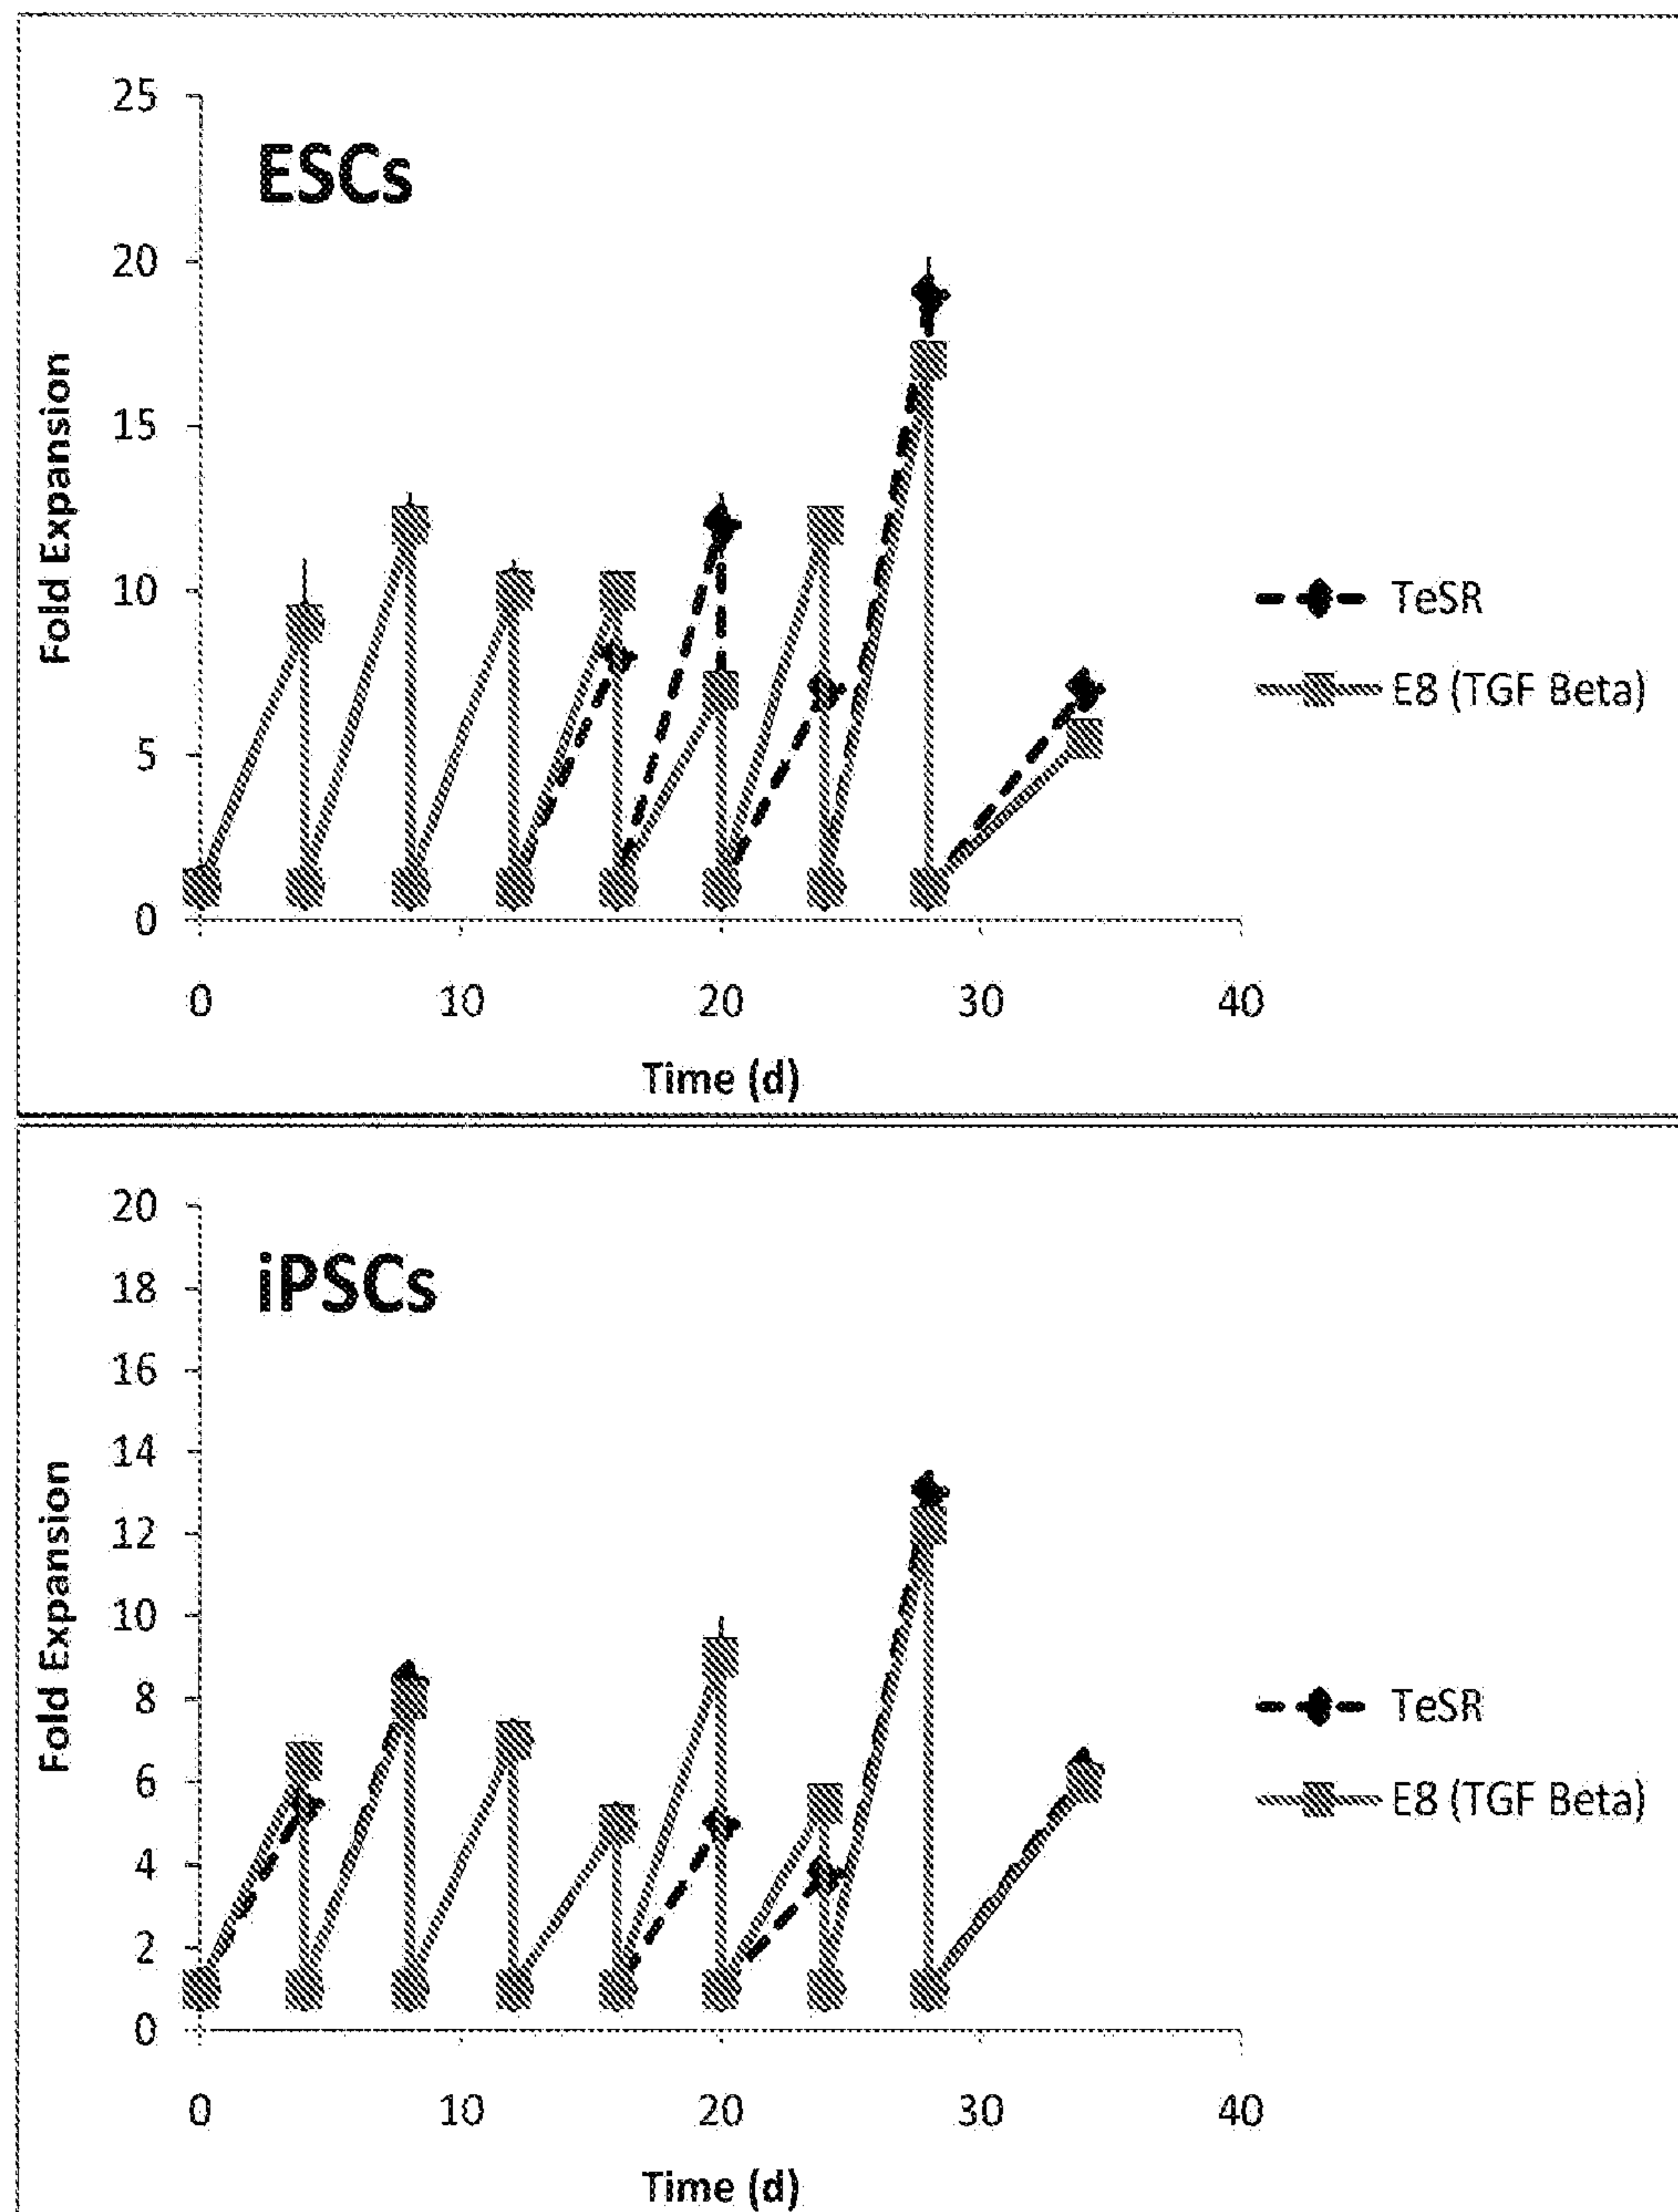 ESCs
Fold Expansion
25
20
15
10
5
0
0 10 20 30 40
Time (d)
TeSR
E8 (TGF Beta)
iPSCs
Fold Expansion
20
18
16
14
12
10
8
6
4
2
0
0 10 20 30 40
Time (d)
TeSR
E8 (TGF Beta)